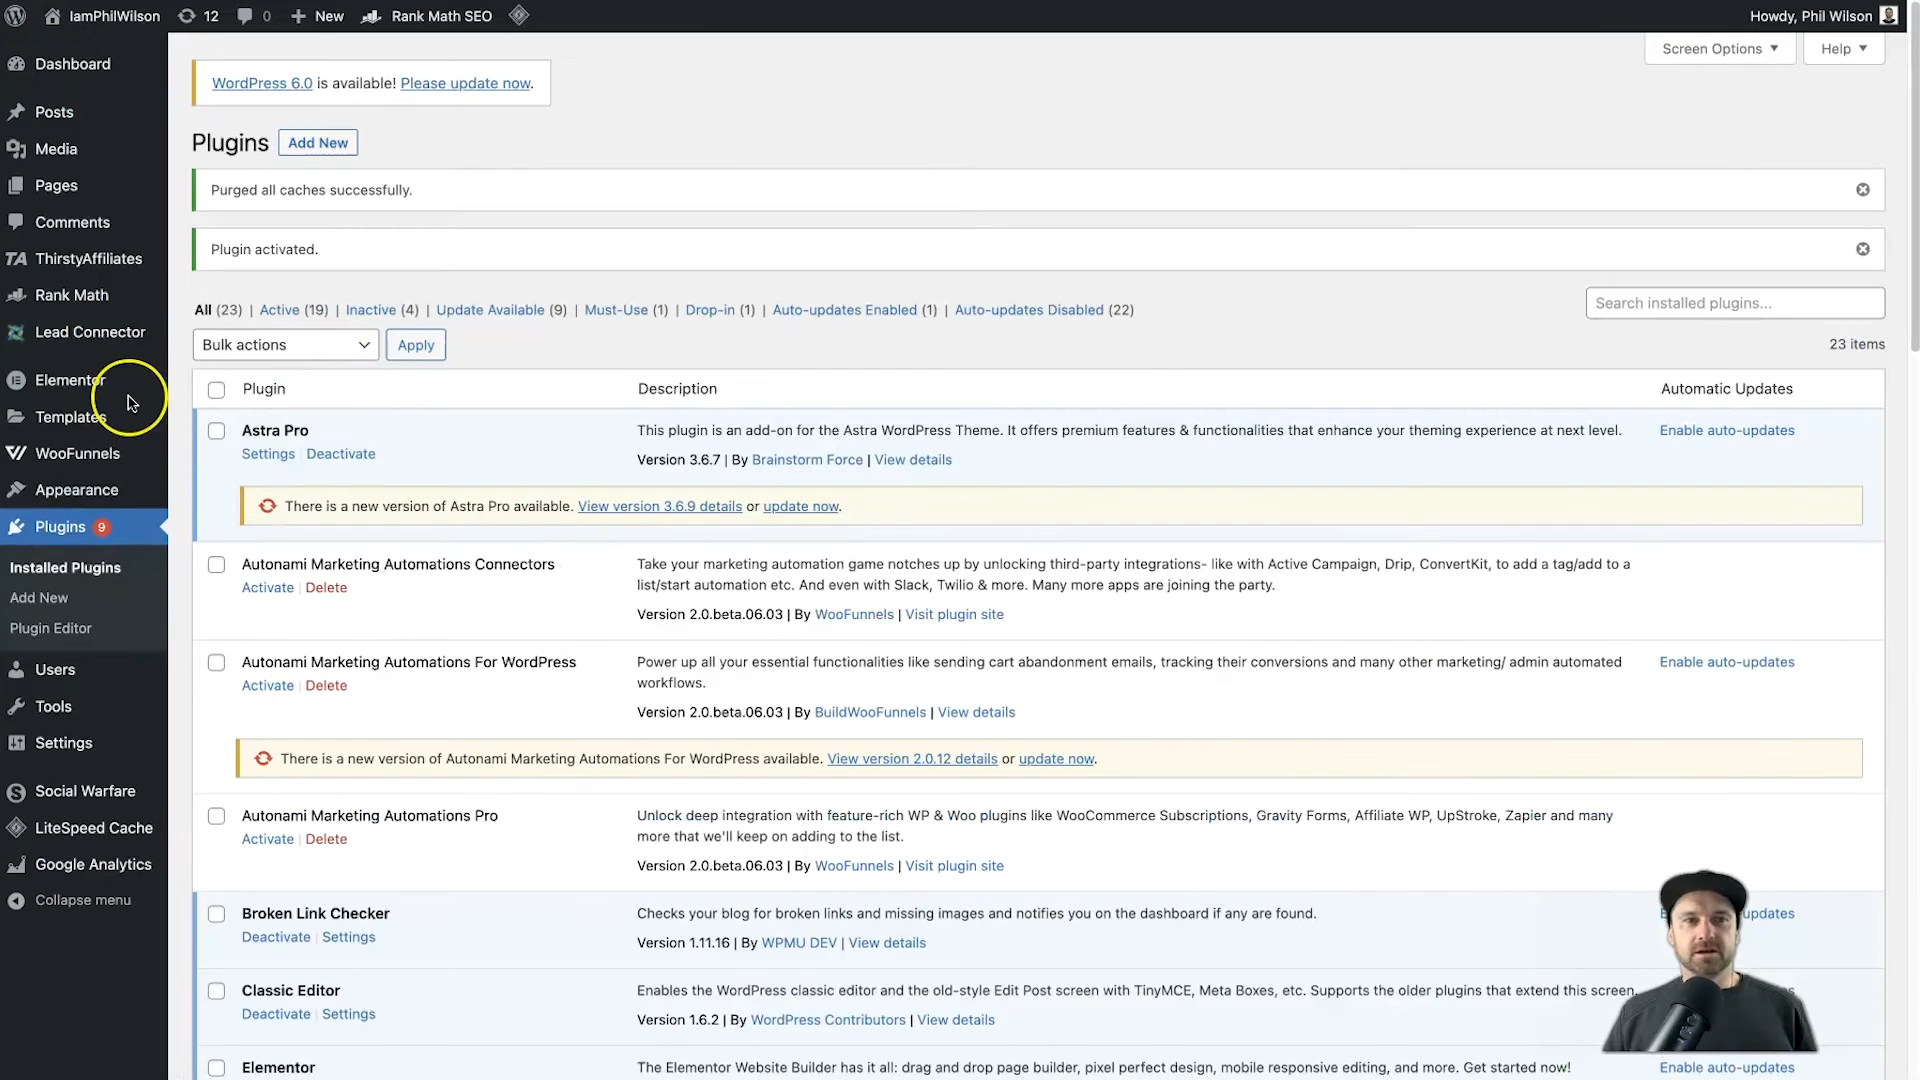 IamPhilWilson 12 0 New Rank Math SEO Howdy, Phil Wilson
Screen Options Help
Dashboard
Posts
Media
Pages
Comments
TA ThirstyAffiliates
Rank Math
Lead Connector
Elementor
Templates
WooFunnels
Appearance
Plugins 9
Installed Plugins
Add New
Plugin Editor
Users
Tools
Settings
Social Warfare
LiteSpeed Cache
Google Analytics
Collapse menu
WordPress 6.0 is available! Please update now.
Plugins Add New
Purged all caches successfully.
Plugin activated.
All (23) | Active (19) | Inactive (4) | Update Available (9) | Must-Use (1) | Drop-in (1) | Auto-updates Enabled (1) | Auto-updates Disabled (22)
Search installed plugins...
Bulk actions Apply 23 items
Plugin Description Automatic Updates
Astra Pro
Settings | Deactivate
This plugin is an add-on for the Astra WordPress Theme. It offers premium features & functionalities that enhance your theming experience at next level.
Version 3.6.7 | By Brainstorm Force | View details
Enable auto-updates
There is a new version of Astra Pro available. View version 3.6.9 details or update now.
Autonami Marketing Automations Connectors
Activate | Delete
Take your marketing automation game notches up by unlocking third-party integrations- like with Active Campaign, Drip, ConvertKit, to add a tag/add to a
list/start automation etc. And even with Slack, Twilio & more. Many more apps are joining the party.
Version 2.0.beta.06.03 | By WooFunnels | Visit plugin site
Autonami Marketing Automations For WordPress
Activate | Delete
Power up all your essential functionalities like sending cart abandonment emails, tracking their conversions and many other marketing/ admin automated
workflows.
Version 2.0.beta.06.03 | By BuildWooFunnels | View details
Enable auto-updates
There is a new version of Autonami Marketing Automations For WordPress available. View version 2.0.12 details or update now.
Autonami Marketing Automations Pro
Activate | Delete
Unlock deep integration with feature-rich WP & Woo plugins like WooCommerce Subscriptions, Gravity Forms, Affiliate WP, UpStroke, Zapier and many
more that we'll keep on adding to the list.
Version 2.0.beta.06.03 | By WooFunnels | Visit plugin site
Broken Link Checker
Deactivate | Settings
Checks your blog for broken links and missing images and notifies you on the dashboard if any are found.
Version 1.11.16 | By WPMU DEV | View details
updates
Classic Editor
Deactivate | Settings
Enables the WordPress classic editor and the old-style Edit Post screen with TinyMCE, Meta Boxes, etc. Supports the older plugins that extend this screen.
Version 1.6.2 | By WordPress Contributors | View details
Elementor
The Elementor Website Builder has it all: drag and drop page builder, pixel perfect design, mobile responsive editing, and more. Get started now!
Enable auto-updates